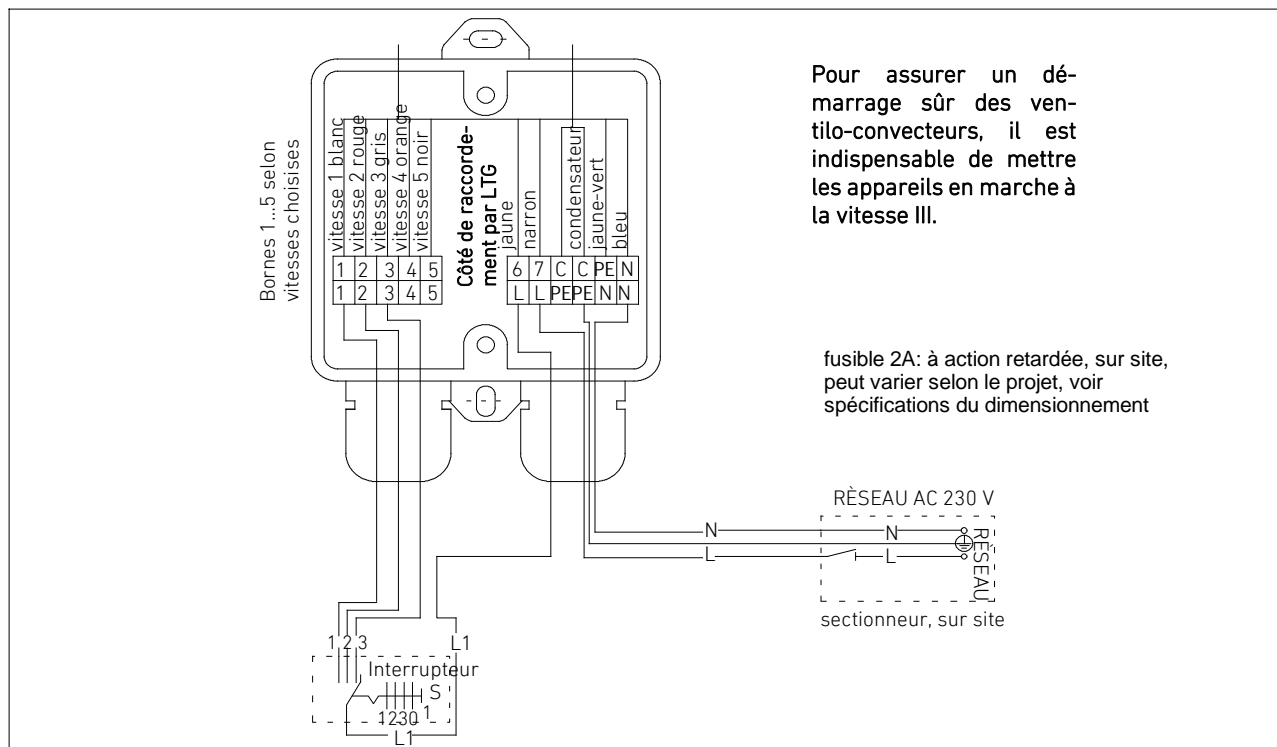 Pour assurer un dé-
marrage sûr des ven-
tilo-convecteurs, il est
indispensable de mettre
les appareils en marche à
la vitesse III.
Bornes 1...5 selon
vitesses choisises
vitesse 1 blanc
vitesse 2 rouge
vitesse 3 gris
vitesse 4 orange
vitesse 5 noir
Côté de raccorde-
ment par LTG
jaune
narron
condensateur
jaune-vert
bleu
1 2 3 4 5
1 2 3 4 5
6 7 C C PE N
L L PE PE N N
fusible 2A: à action retardée, sur site,
peut varier selon le projet, voir
spécifications du dimensionnement
RÈSEAU AC 230 V
N N
L L
RÈSEAU
sectionneur, sur site
1 2 3 L1
Interrupteur
S
1230 1
L1